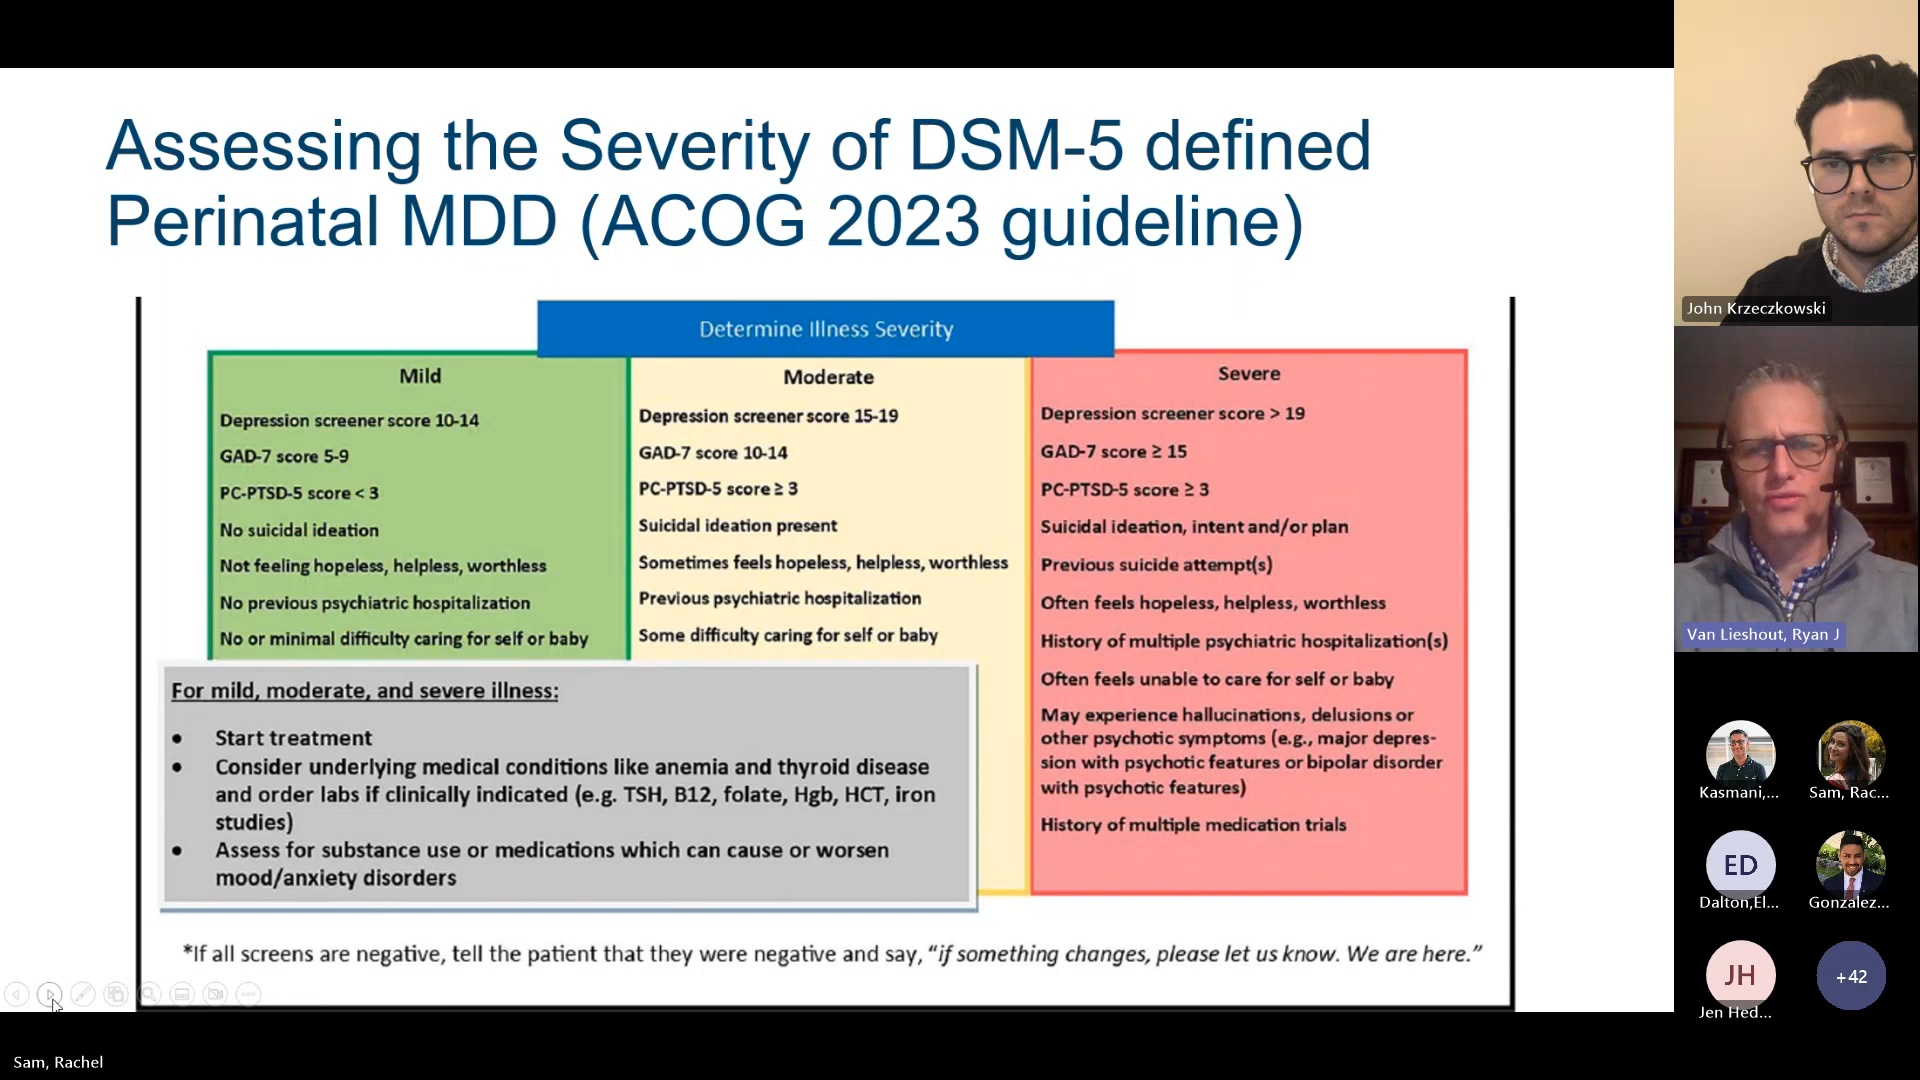 Assessing the Severity of DSM-5 defined
Perinatal MDD (ACOG 2023 guideline)
Determine Illness Severity
Mild
Depression screener score 10-14
GAD-7 score 5-9
PC-PTSD-5 score < 3
No suicidal ideation
Not feeling hopeless, helpless, worthless
No previous psychiatric hospitalization
No or minimal difficulty caring for self or baby
Moderate
Depression screener score 15-19
GAD-7 score 10-14
PC-PTSD-5 score ≥ 3
Suicidal ideation present
Sometimes feels hopeless, helpless, worthless
Previous psychiatric hospitalization
Some difficulty caring for self or baby
Severe
Depression screener score > 19
GAD-7 score ≥ 15
PC-PTSD-5 score ≥ 3
Suicidal ideation, intent and/or plan
Previous suicide attempt(s)
Often feels hopeless, helpless, worthless
History of multiple psychiatric hospitalization(s)
Often feels unable to care for self or baby
May experience hallucinations, delusions or
other psychotic symptoms (e.g., major depres-
sion with psychotic features or bipolar disorder
with psychotic features)
History of multiple medication trials
For mild, moderate, and severe illness:
• Start treatment
• Consider underlying medical conditions like anemia and thyroid disease
and order labs if clinically indicated (e.g. TSH, B12, folate, Hgb, HCT, iron
studies)
• Assess for substance use or medications which can cause or worsen
mood/anxiety disorders
*If all screens are negative, tell the patient that they were negative and say, “if something changes, please let us know. We are here.”
Sam, Rachel
John Krzeczkowski
Van Lieshout, Ryan J
Kasmani,...
Sam, Rac...
ED
Dalton,El...
Gonzalez...
JH
Jen Hed...
+42